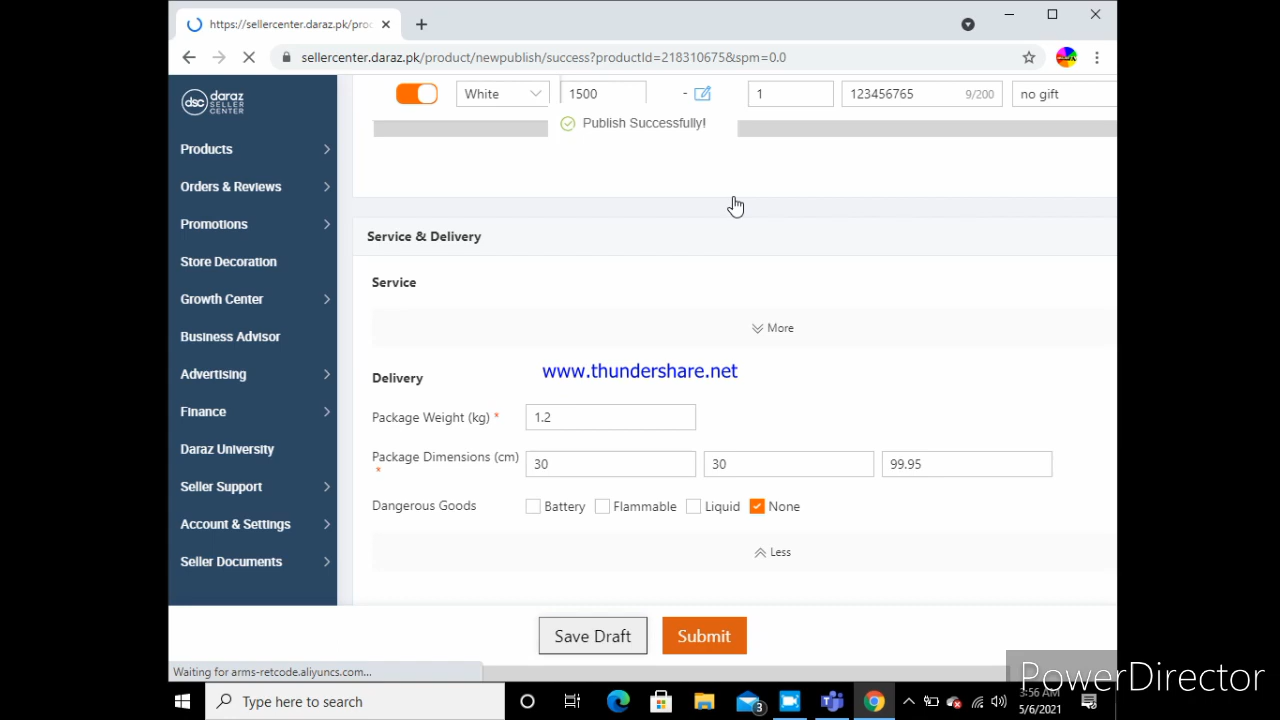 https://sellercenter.daraz.pk/proc
sellercenter.daraz.pk/product/newpublish/success?productId=218310675&spm=0.0
dsc daraz SELLER CENTER
White 1500 - 1 123456765 9/200 no gift
Publish Successfully!
Products
Orders & Reviews
Promotions
Store Decoration
Growth Center
Business Advisor
Advertising
Finance
Daraz University
Seller Support
Account & Settings
Seller Documents
Service & Delivery
Service
More
www.thundershare.net
Delivery
Package Weight (kg) * 1.2
Package Dimensions (cm) * 30 30 99.95
Dangerous Goods Battery Flammable Liquid None
Less
Save Draft Submit
Waiting for arms-retcode.aliyuncs.com...
PowerDirector
Type here to search
3
3:56 AM
5/6/2021